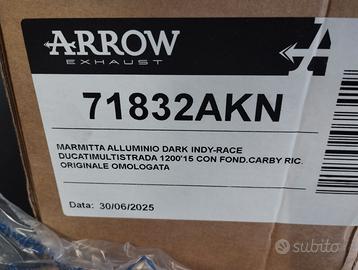 ARROW
EXHAUST
71832AKN
MARMITTA ALLUMINIO DARK INDY-RACE
DUCATIMULTISTRADA 1200'15 CON FOND.CARBY RIC.
ORIGINALE OMOLOGATA
Data: 30/06/2025
subito